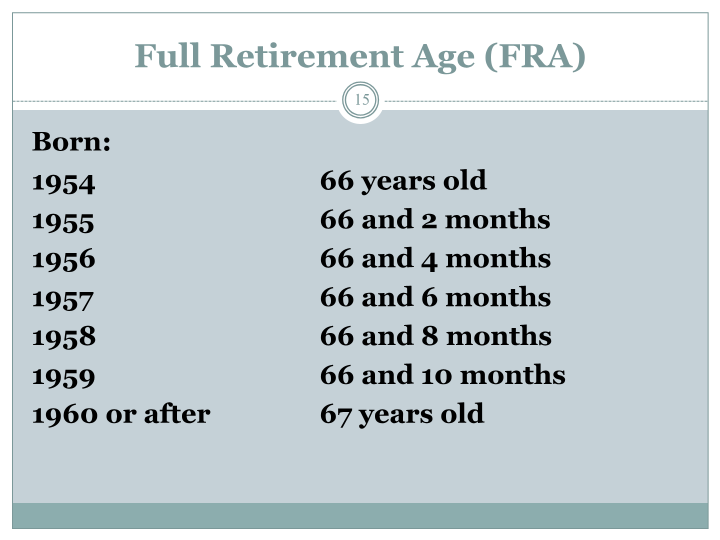 Full Retirement Age (FRA)
15
Born:
1954 66 years old
1955 66 and 2 months
1956 66 and 4 months
1957 66 and 6 months
1958 66 and 8 months
1959 66 and 10 months
1960 or after 67 years old